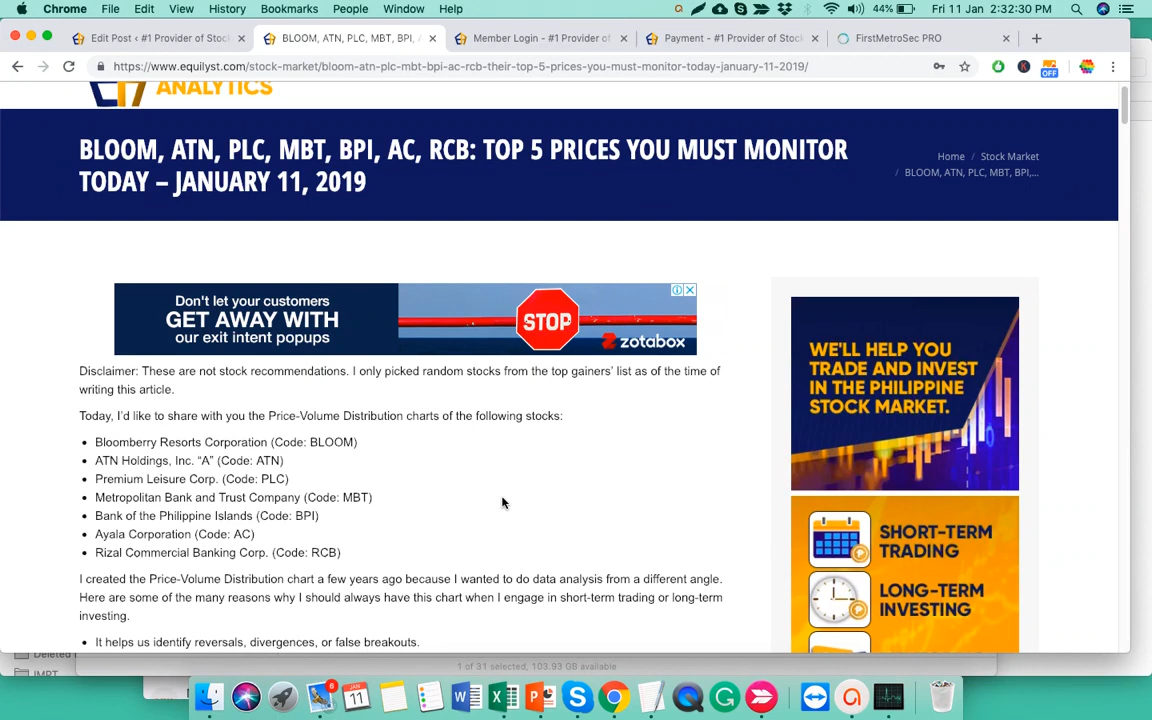 Chrome File Edit View History Bookmarks People Window Help 44% Fri 11 Jan 2:32:30 PM
Edit Post ‹ #1 Provider of Stoc
BLOOM, ATN, PLC, MBT, BPI, A
Member Login - #1 Provider of
Payment - #1 Provider of Stock
FirstMetroSec PRO
https://www.equilyst.com/stock-market/bloom-atn-plc-mbt-bpi-ac-rcb-their-top-5-prices-you-must-monitor-today-january-11-2019/
OFF
ANALYTICS
BLOOM, ATN, PLC, MBT, BPI, AC, RCB: TOP 5 PRICES YOU MUST MONITOR
TODAY – JANUARY 11, 2019
Home / Stock Market
/ BLOOM, ATN, PLC, MBT, BPI,...
Don't let your customers
GET AWAY WITH
our exit intent popups
STOP
zotabox
Disclaimer: These are not stock recommendations. I only picked random stocks from the top gainers' list as of the time of
writing this article.
Today, I'd like to share with you the Price-Volume Distribution charts of the following stocks:
• Bloomberry Resorts Corporation (Code: BLOOM)
• ATN Holdings, Inc. “A” (Code: ATN)
• Premium Leisure Corp. (Code: PLC)
• Metropolitan Bank and Trust Company (Code: MBT)
• Bank of the Philippine Islands (Code: BPI)
• Ayala Corporation (Code: AC)
• Rizal Commercial Banking Corp. (Code: RCB)
I created the Price-Volume Distribution chart a few years ago because I wanted to do data analysis from a different angle.
Here are some of the many reasons why I should always have this chart when I engage in short-term trading or long-term
investing.
• It helps us identify reversals, divergences, or false breakouts.
WE'LL HELP YOU
TRADE AND INVEST
IN THE PHILIPPINE
STOCK MARKET.
SHORT-TERM
TRADING
LONG-TERM
INVESTING
1 of 31 selected, 103.93 GB available